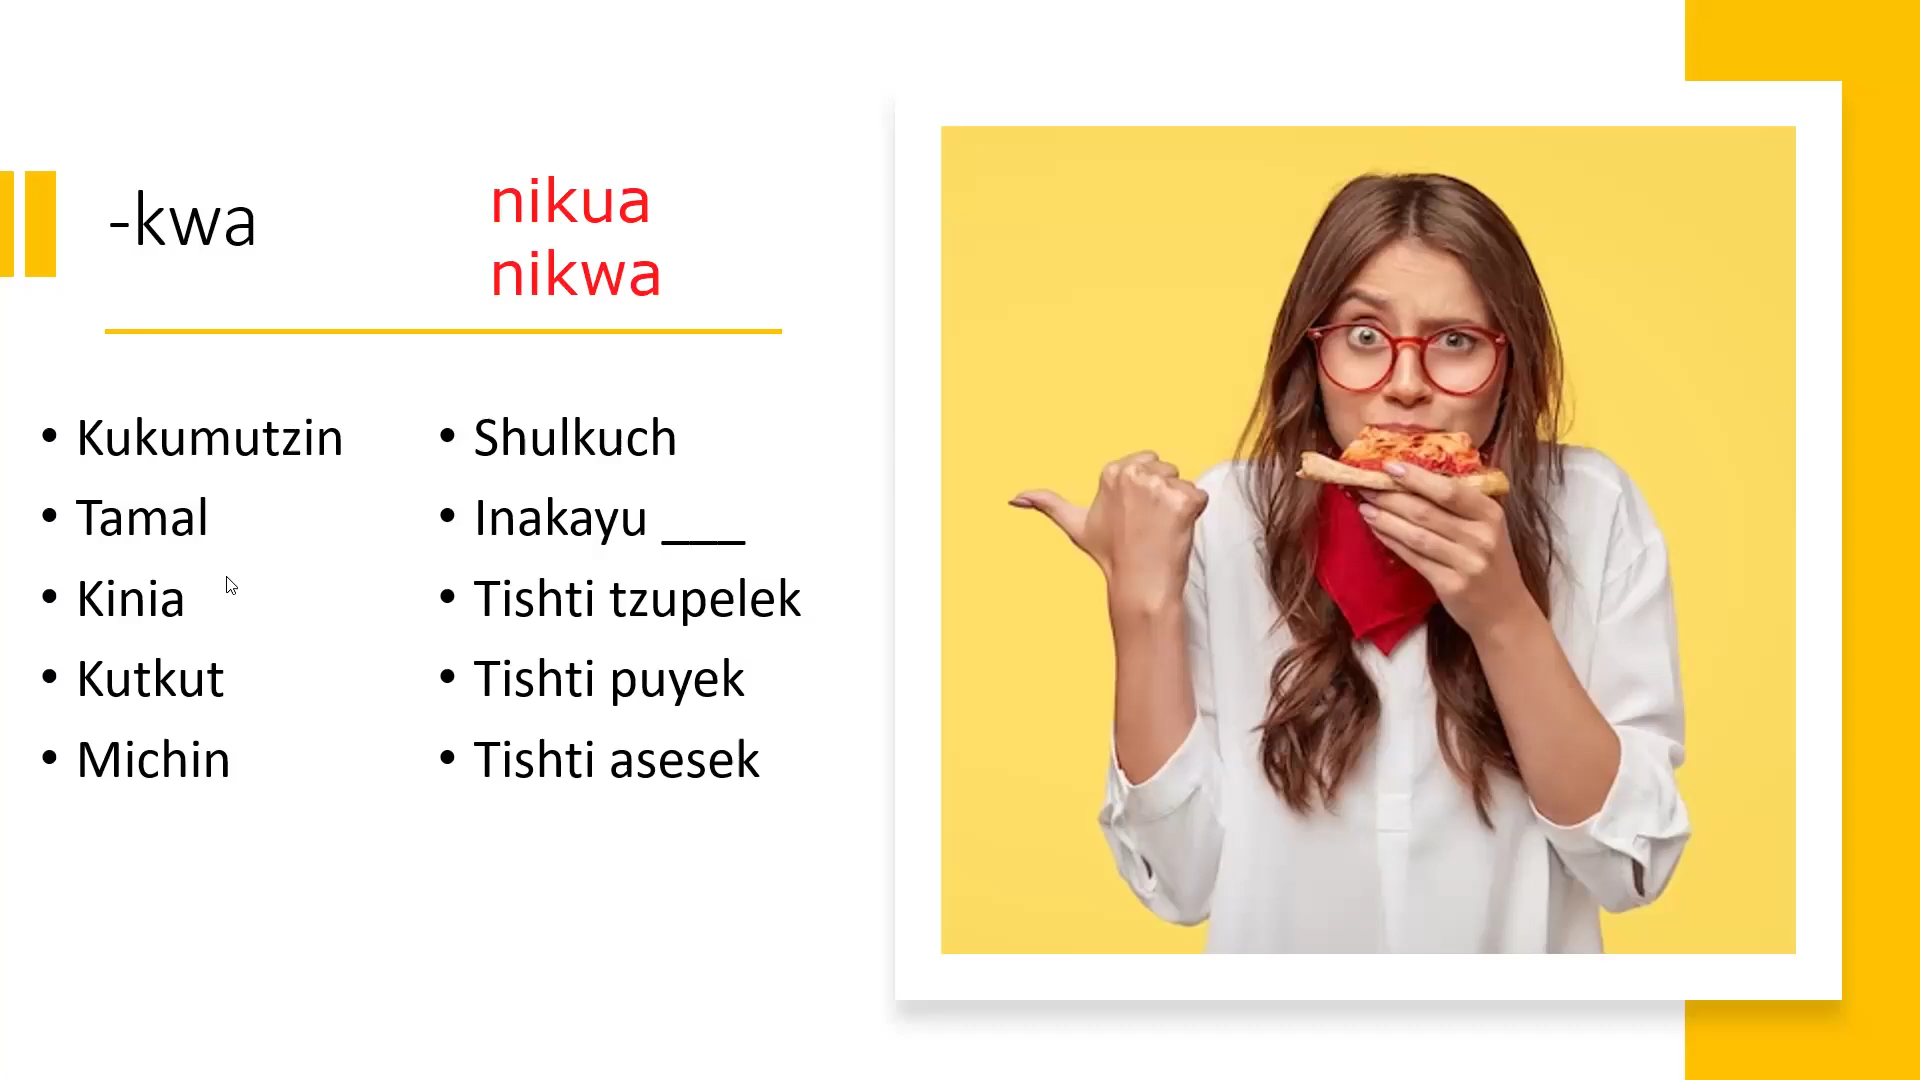 -kwa
nikua
nikwa
• Kukumutzin
• Tamal
• Kinia
• Kutkut
• Michin
• Shulkuch
• Inakayu ___
• Tishti tzupelek
• Tishti puyek
• Tishti asesek